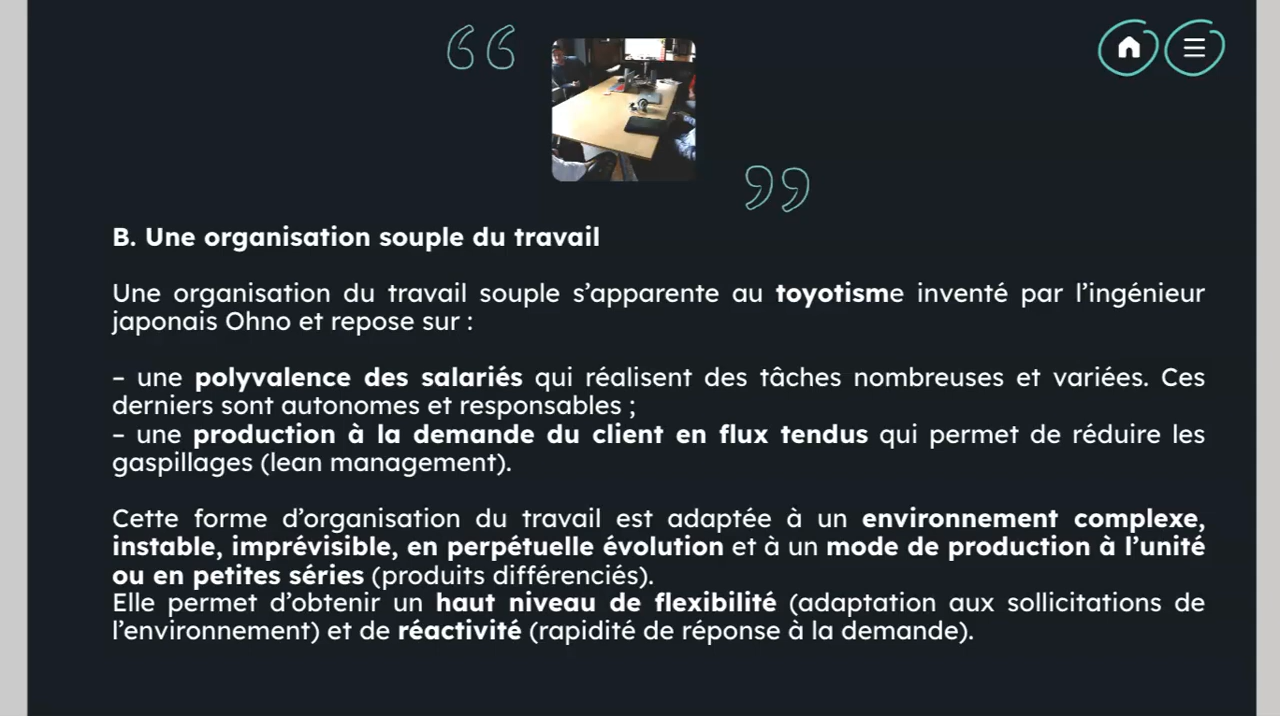 B. Une organisation souple du travail
Une organisation du travail souple s’apparente au toyotisme inventé par l’ingénieur
japonais Ohno et repose sur :
– une polyvalence des salariés qui réalisent des tâches nombreuses et variées. Ces
derniers sont autonomes et responsables ;
– une production à la demande du client en flux tendus qui permet de réduire les
gaspillages (lean management).
Cette forme d’organisation du travail est adaptée à un environnement complexe,
instable, imprévisible, en perpétuelle évolution et à un mode de production à l’unité
ou en petites séries (produits différenciés).
Elle permet d’obtenir un haut niveau de flexibilité (adaptation aux sollicitations de
l’environnement) et de réactivité (rapidité de réponse à la demande).